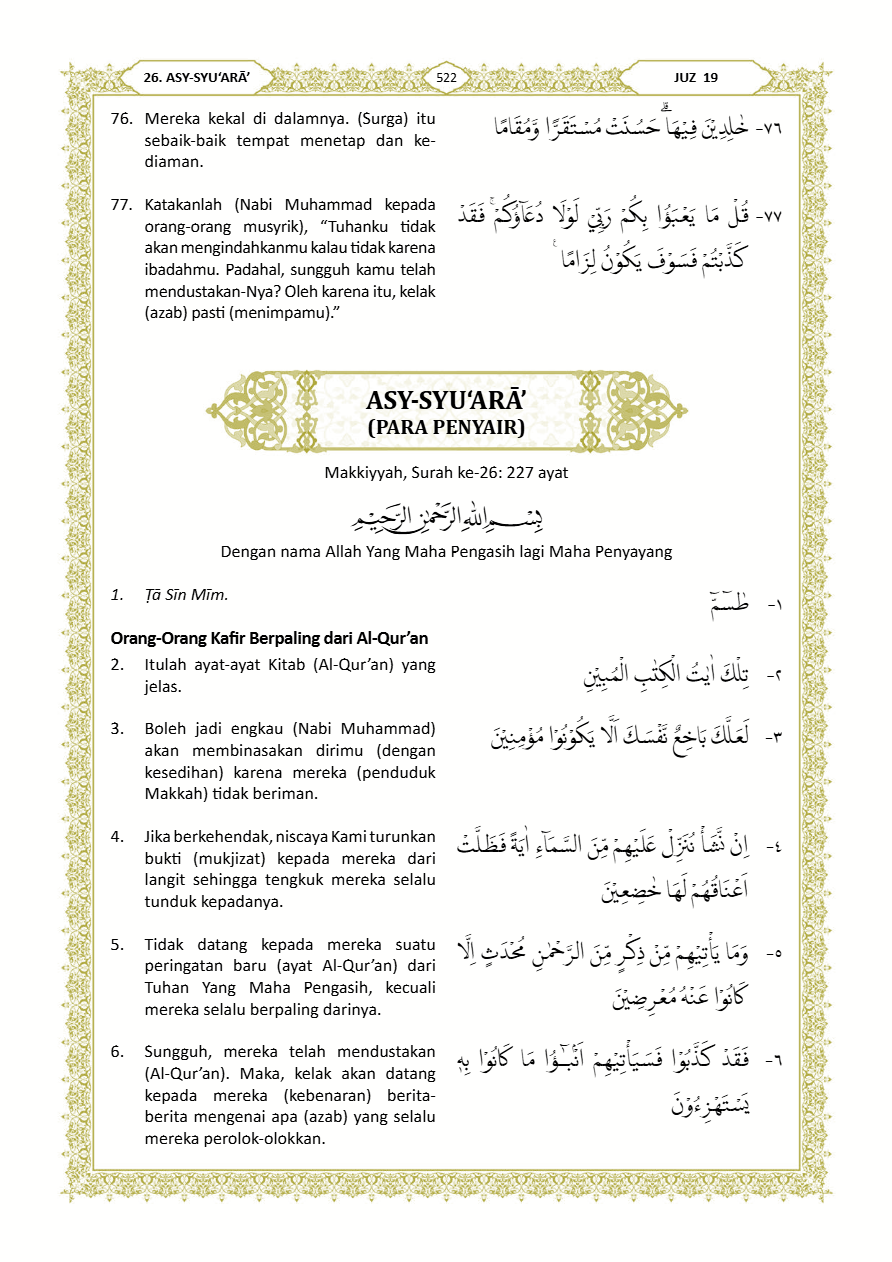 26. ASY-SYU‘ARĀ’
522
JUZ 19
76. Mereka kekal di dalamnya. (Surga) itu
sebaik-baik tempat menetap dan ke-
diaman.
٧٦- خٰلِدِيْنَ فِيْهَاۗ حَسُنَتْ مُسْتَقَرًّا وَّمُقَامًا
77. Katakanlah (Nabi Muhammad kepada
orang-orang musyrik), “Tuhanku tidak
akan mengindahkanmu kalau tidak karena
ibadahmu. Padahal, sungguh kamu telah
mendustakan-Nya? Oleh karena itu, kelak
(azab) pasti (menimpamu).”
٧٧- قُلْ مَا يَعْبَؤُا بِكُمْ رَبِّيْ لَوْلَا دُعَاۤؤُكُمْۚ فَقَدْ
كَذَّبْتُمْ فَسَوْفَ يَكُوْنُ لِزَامًا ࣖ
ASY-SYU‘ARĀ’
(PARA PENYAIR)
Makkiyyah, Surah ke-26: 227 ayat
بِسْمِ اللّٰهِ الرَّحْمٰنِ الرَّحِيْمِ
Dengan nama Allah Yang Maha Pengasih lagi Maha Penyayang
1. Ṭā Sīn Mīm.
١- طٰسۤمّۤ
Orang-Orang Kafir Berpaling dari Al-Qur’an
2. Itulah ayat-ayat Kitab (Al-Qur’an) yang
jelas.
٢- تِلْكَ اٰيٰتُ الْكِتٰبِ الْمُبِيْنِ
3. Boleh jadi engkau (Nabi Muhammad)
akan membinasakan dirimu (dengan
kesedihan) karena mereka (penduduk
Makkah) tidak beriman.
٣- لَعَلَّكَ بَاخِعٌ نَّفْسَكَ اَلَّا يَكُوْنُوْا مُؤْمِنِيْنَ
4. Jika berkehendak, niscaya Kami turunkan
bukti (mukjizat) kepada mereka dari
langit sehingga tengkuk mereka selalu
tunduk kepadanya.
٤- اِنْ نَّشَأْ نُنَزِّلْ عَلَيْهِمْ مِّنَ السَّمَاۤءِ اٰيَةً فَظَلَّتْ
اَعْنَاقُهُمْ لَهَا خٰضِعِيْنَ
5. Tidak datang kepada mereka suatu
peringatan baru (ayat Al-Qur’an) dari
Tuhan Yang Maha Pengasih, kecuali
mereka selalu berpaling darinya.
٥- وَمَا يَأْتِيْهِمْ مِّنْ ذِكْرٍ مِّنَ الرَّحْمٰنِ مُحْدَثٍ اِلَّا
كَانُوْا عَنْهُ مُعْرِضِيْنَ
6. Sungguh, mereka telah mendustakan
(Al-Qur’an). Maka, kelak akan datang
kepada mereka (kebenaran) berita-
berita mengenai apa (azab) yang selalu
mereka perolok-olokkan.
٦- فَقَدْ كَذَّبُوْا فَسَيَأْتِيْهِمْ اَنْۢبـٰۤؤُا مَا كَانُوْا بِهٖ
يَسْتَهْزِءُوْنَ